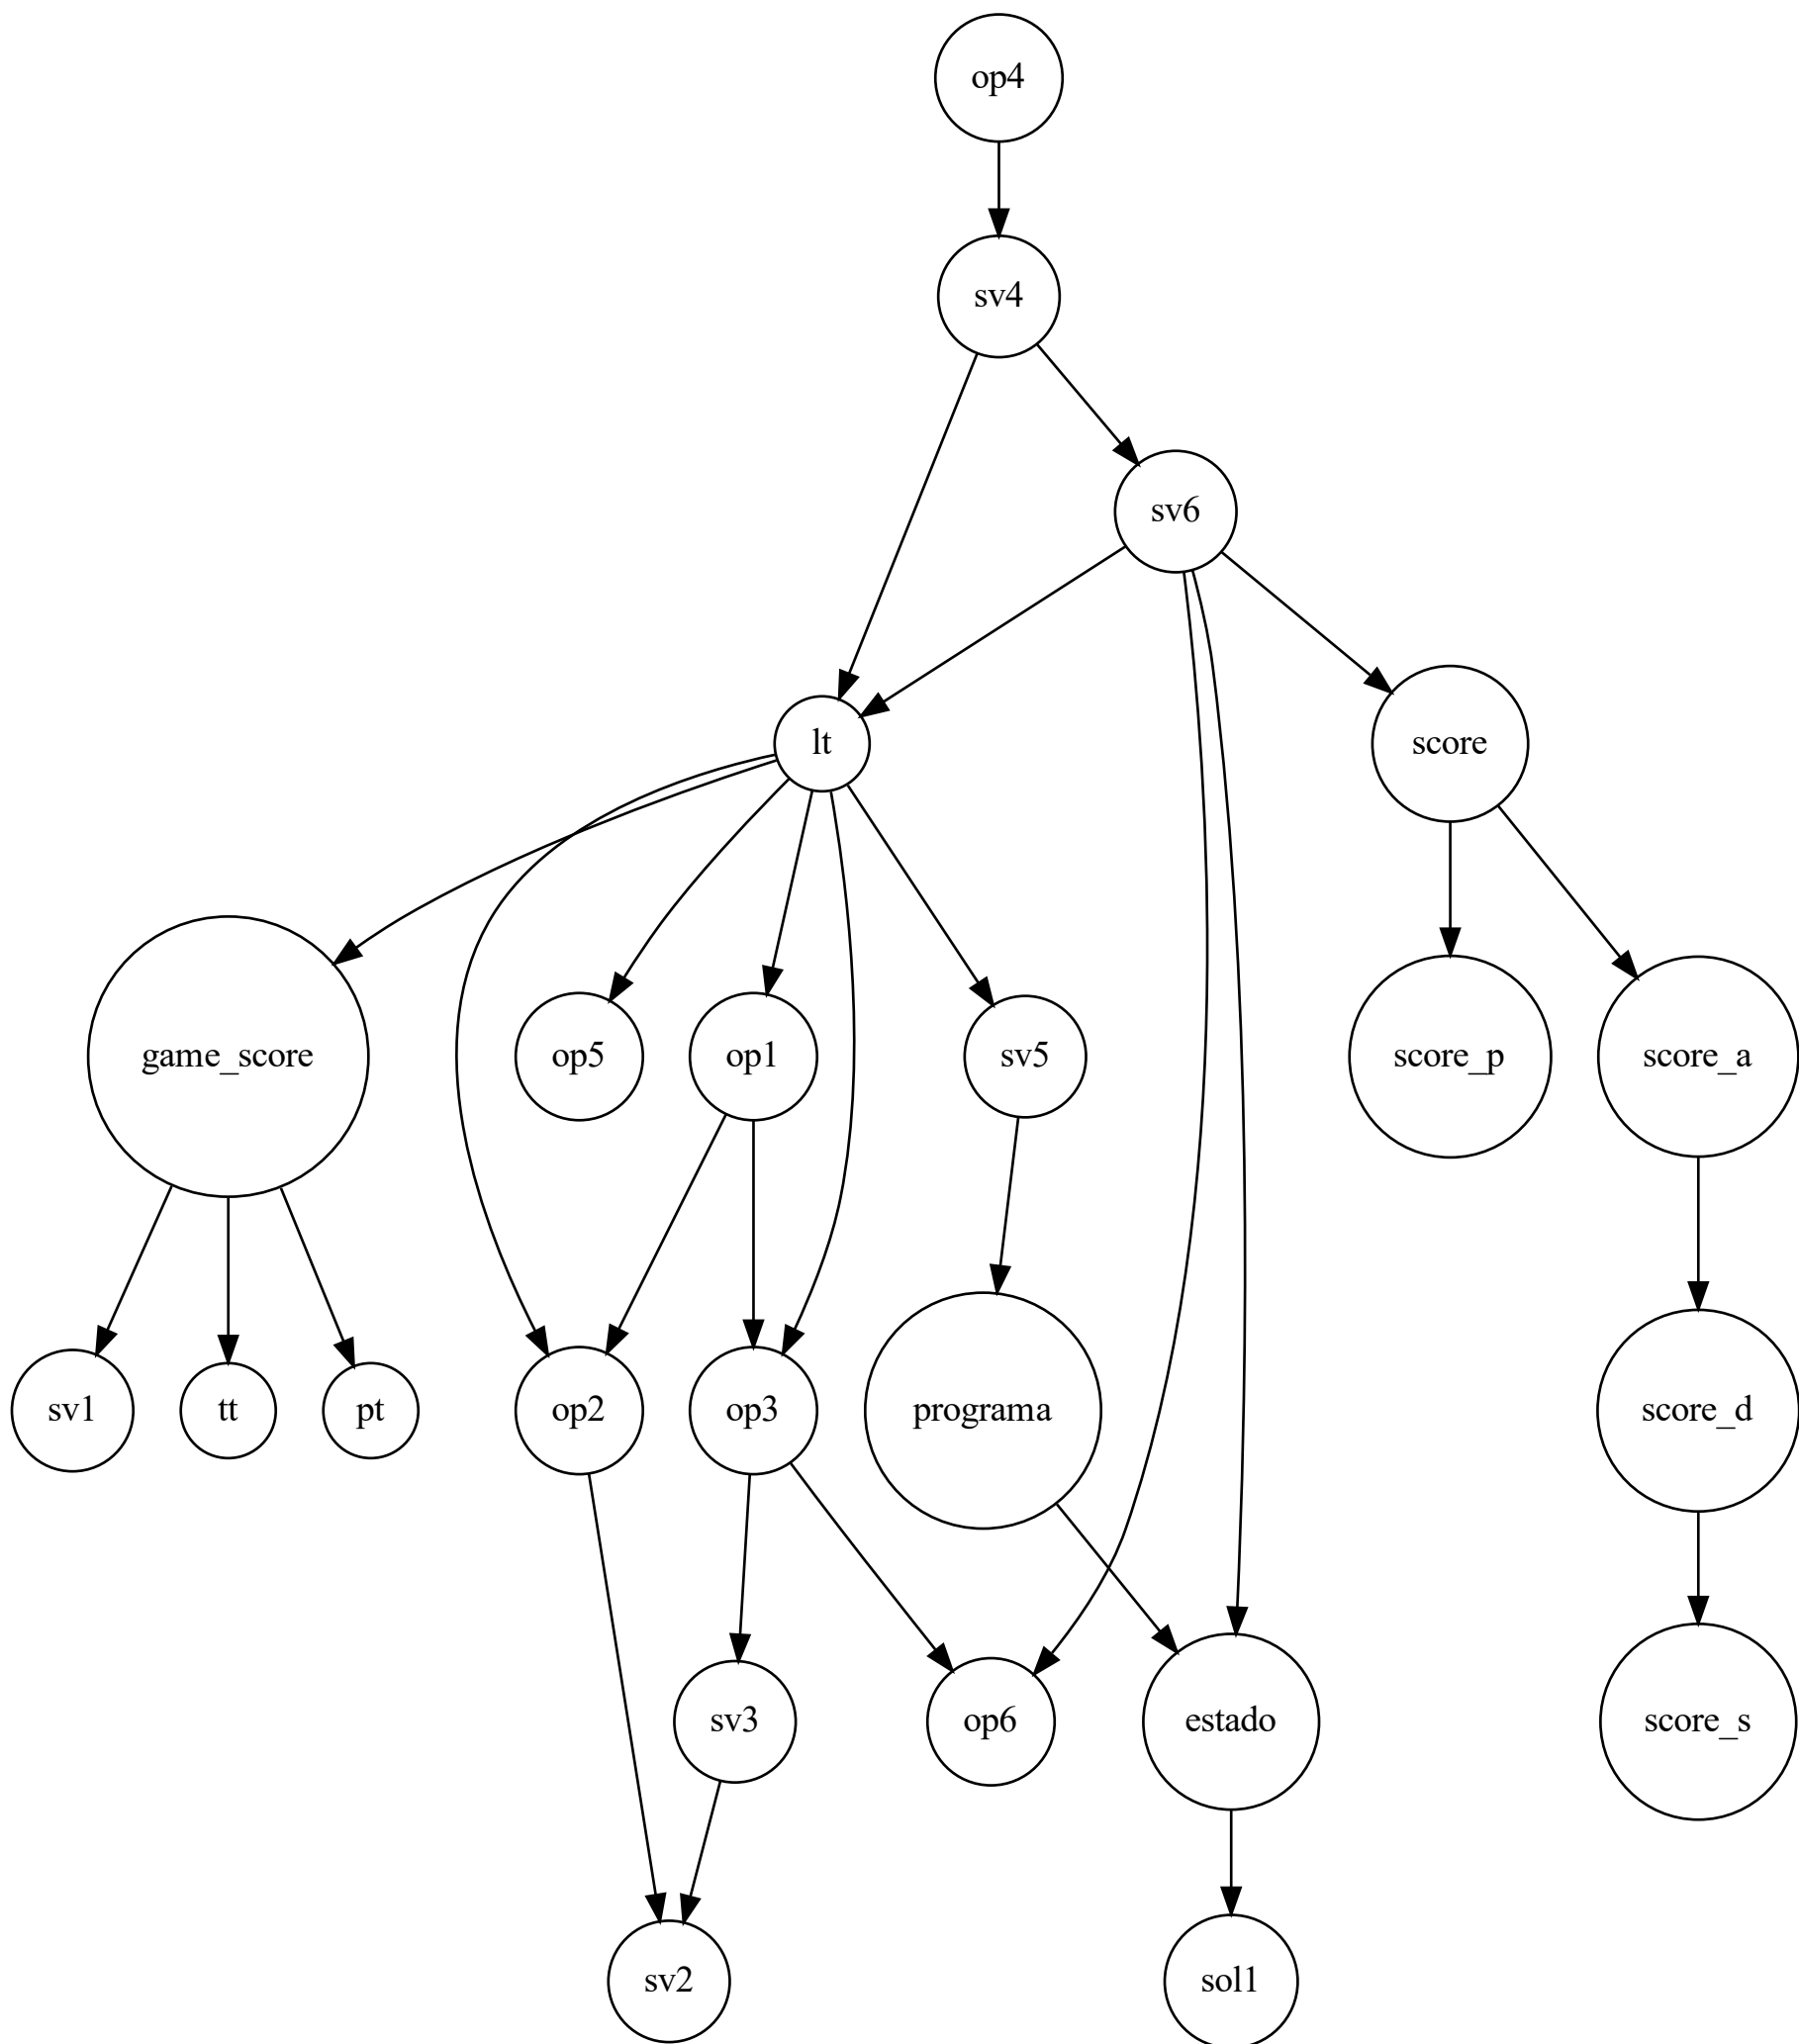 op4
sv4
sv6
lt
score
game_score
op5
op1
sv5
score_p
score_a
sv1
tt
pt
op2
op3
programa
score_d
sv3
op6
estado
score_s
sv2
sol1